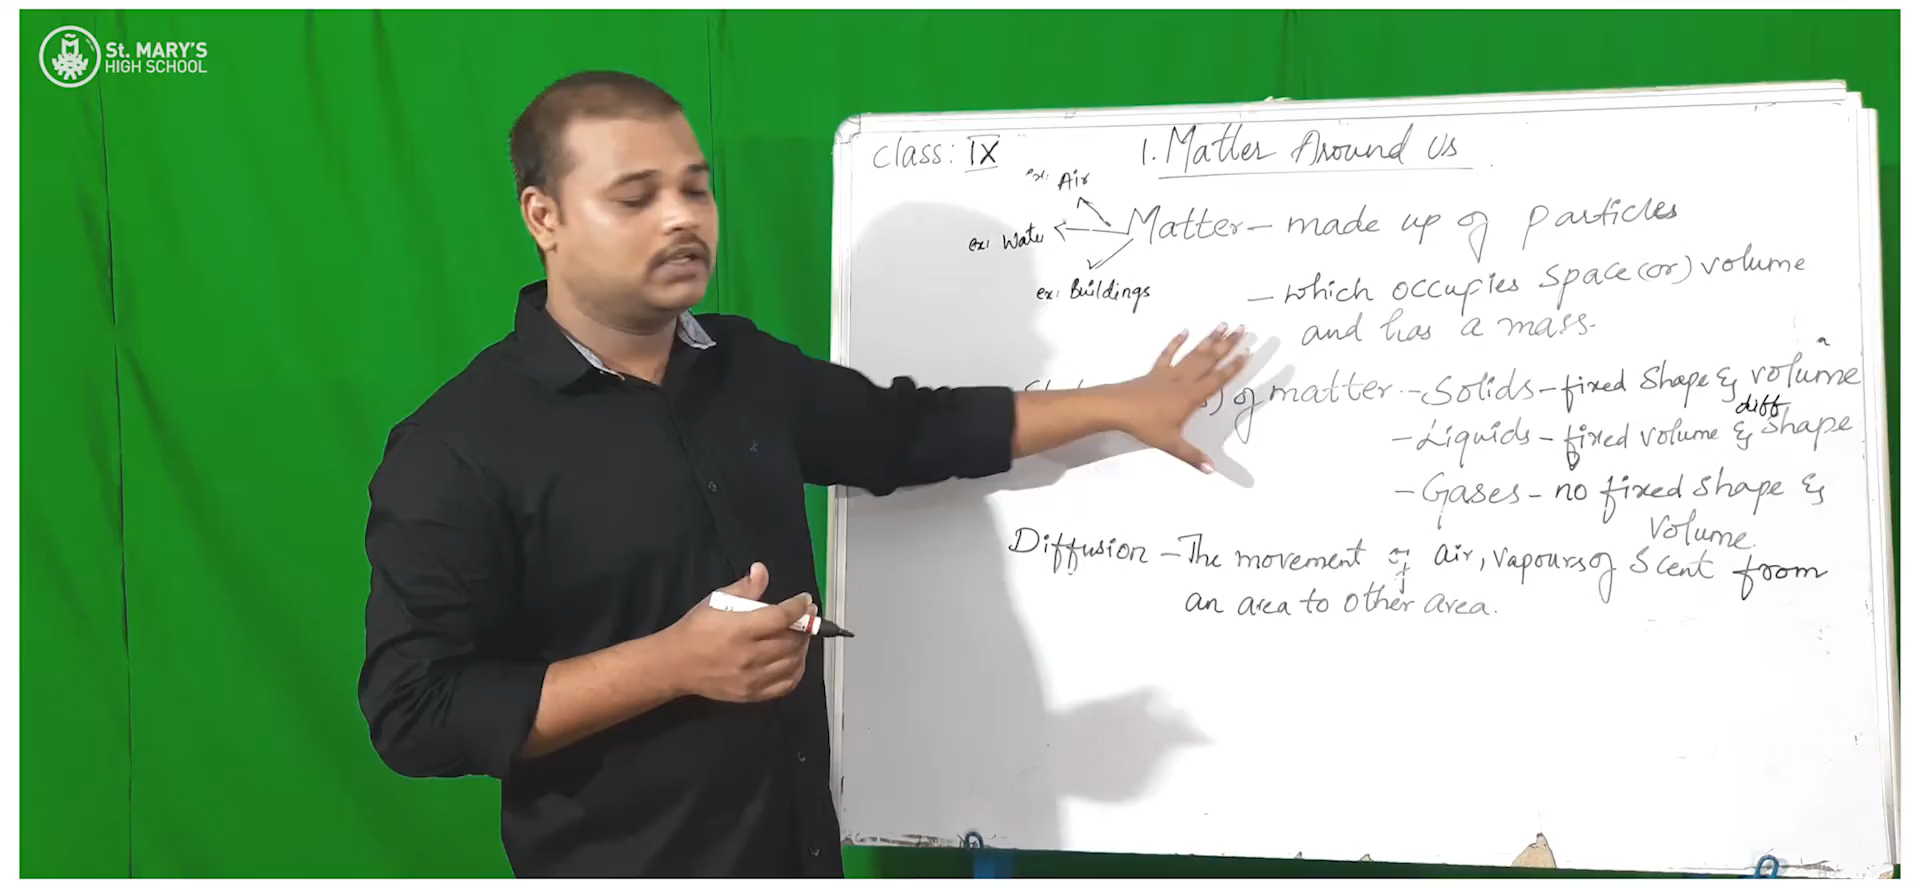 St. MARY'S
HIGH SCHOOL
Class: IX
1. Matter Around Us
ex: Air
ex: Water
ex: Buildings
Matter - made up of particles
- which occupies space (or) volume
and has a mass.
of matter - Solids - fixed shape & volume
diff
- Liquids - fixed volume & shape
- Gases - no fixed shape &
volume.
Diffusion - The movement of air, vapours of scent from
an area to other area.